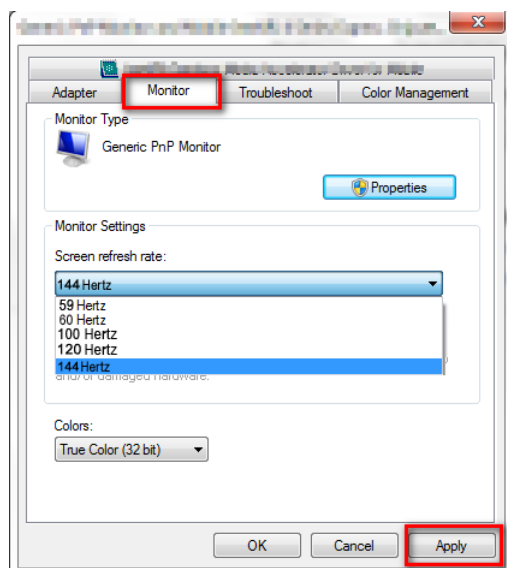 Adapter
Monitor
Troubleshoot
Color Management
Monitor Type
Generic PnP Monitor
Properties
Monitor Settings
Screen refresh rate:
144 Hertz
59 Hertz
60 Hertz
100 Hertz
120 Hertz
144 Hertz
and/or damaged hardware.
Colors:
True Color (32 bit)
OK
Cancel
Apply